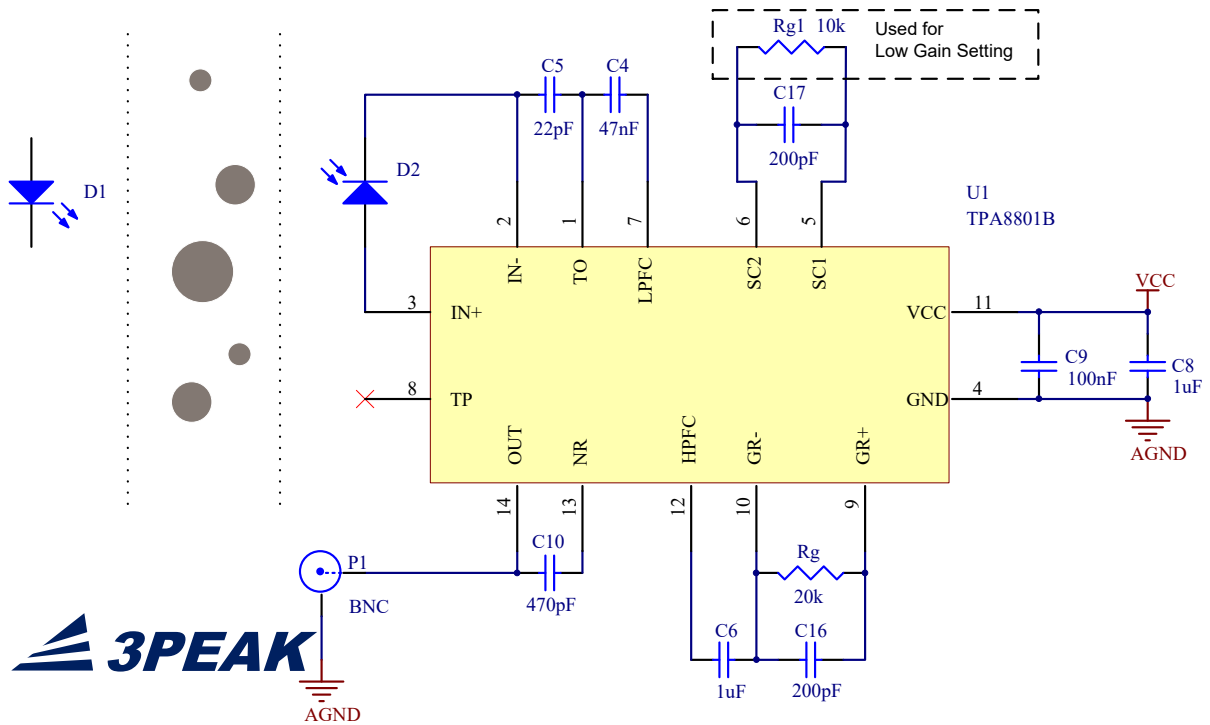 Rg1 10k
Used for
Low Gain Setting
C5
C4
C17
22pF
47nF
200pF
D1
D2
U1
TPA8801B
2
1
7
6
5
IN-
TO
LPFC
SC2
SC1
3
IN+
VCC
11
VCC
C9
100nF
C8
1uF
8
TP
GND
4
AGND
OUT
NR
HPFC
GR-
GR+
14
13
12
10
9
C10
470pF
P1
BNC
Rg
20k
C6
1uF
C16
200pF
3PEAK
AGND